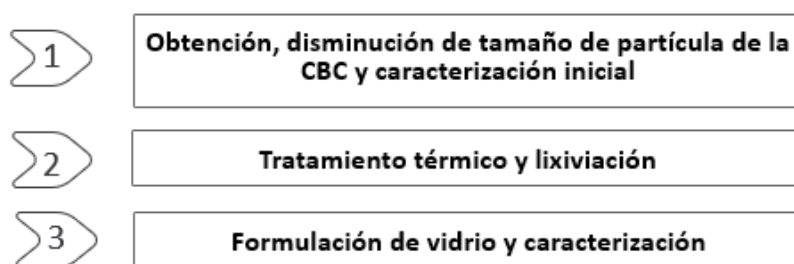 1
Obtención, disminución de tamaño de partícula de la
CBC y caracterización inicial
2
Tratamiento térmico y lixiviación
3
Formulación de vidrio y caracterización